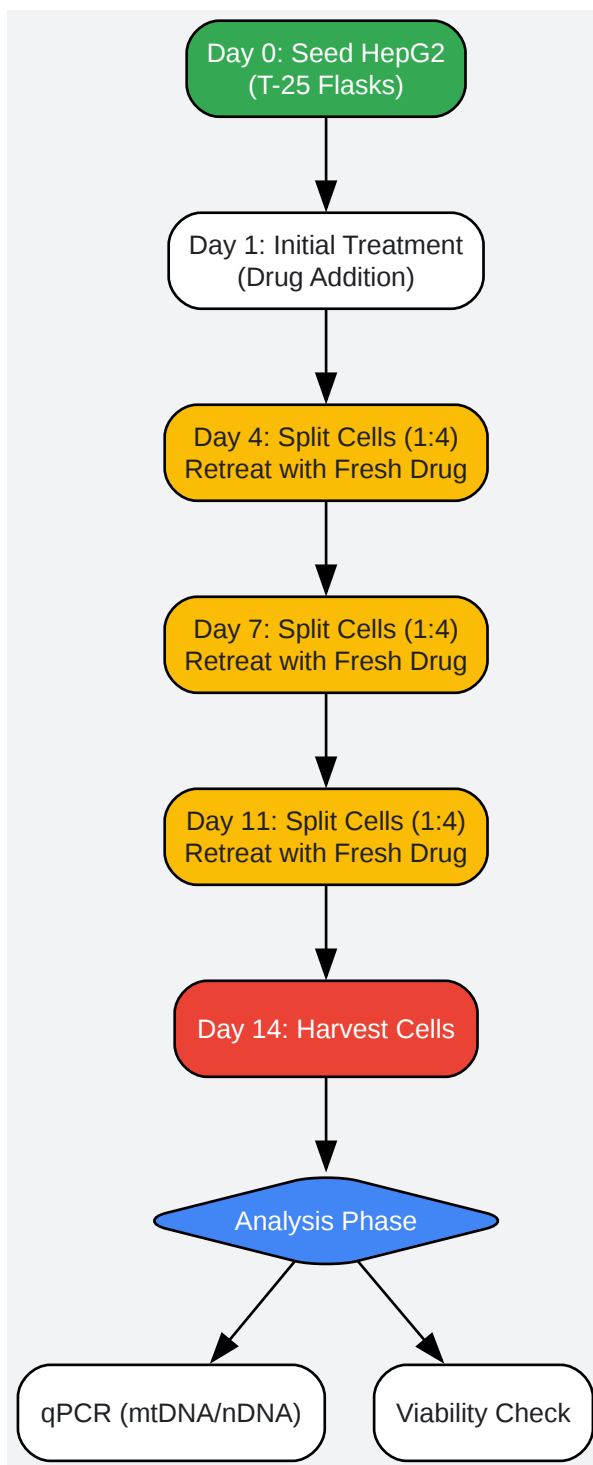 Day 0: Seed HepG2
(T-25 Flasks)
Day 1: Initial Treatment
(Drug Addition)
Day 4: Split Cells (1:4)
Retreat with Fresh Drug
Day 7: Split Cells (1:4)
Retreat with Fresh Drug
Day 11: Split Cells (1:4)
Retreat with Fresh Drug
Day 14: Harvest Cells
Analysis Phase
qPCR (mtDNA/nDNA)
Viability Check